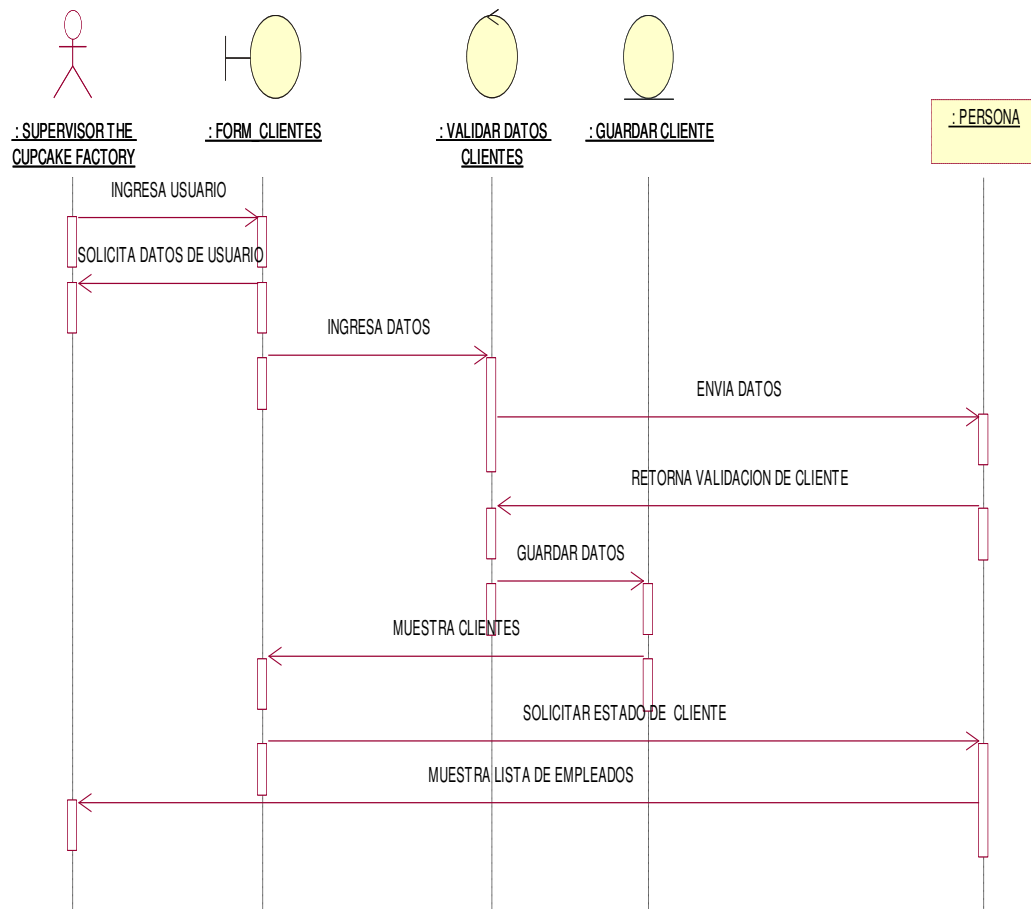 : SUPERVISOR THE
CUPCAKE FACTORY
: FORM_CLIENTES
: VALIDAR DATOS
CLIENTES
: GUARDAR CLIENTE
: PERSONA
INGRESA USUARIO
SOLICITA DATOS DE USUARIO
INGRESA DATOS
ENVIA DATOS
RETORNA VALIDACION DE CLIENTE
GUARDAR DATOS
MUESTRA CLIENTES
SOLICITAR ESTADO DE CLIENTE
MUESTRA LISTA DE EMPLEADOS